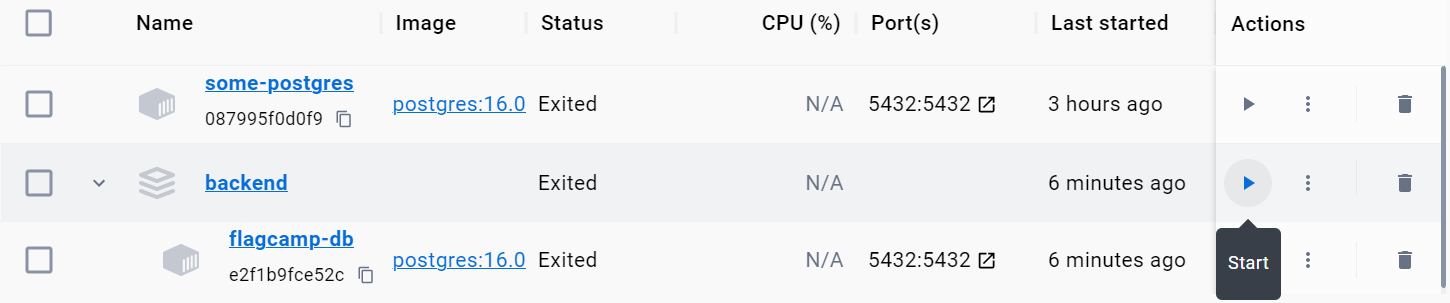 Name Image Status CPU (%) Port(s) Last started Actions
some-postgres
087995f0d0f9 postgres:16.0 Exited N/A 5432:5432 3 hours ago
backend Exited N/A 6 minutes ago
flagcamp-db
e2f1b9fce52c postgres:16.0 Exited N/A 5432:5432 6 minutes ago
Start